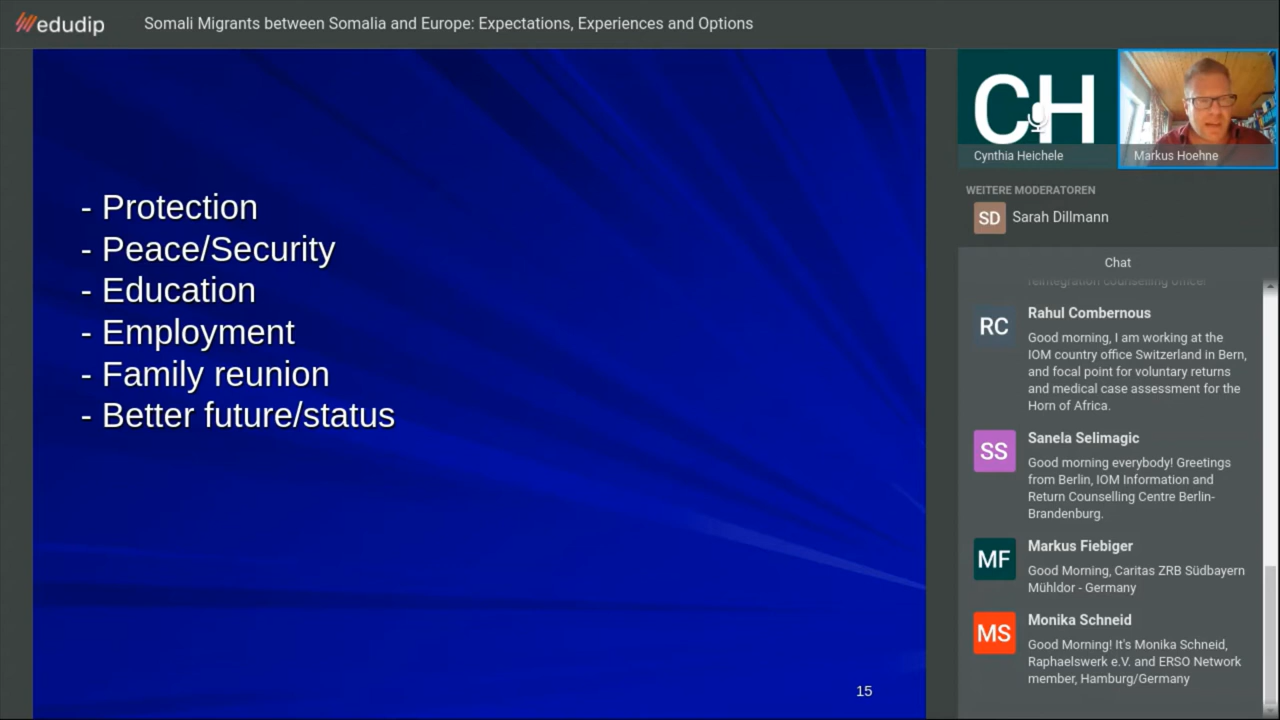 edudip
Somali Migrants between Somalia and Europe: Expectations, Experiences and Options
- Protection
- Peace/Security
- Education
- Employment
- Family reunion
- Better future/status
15
CH
Cynthia Heichele
Markus Hoehne
WEITERE MODERATOREN
SD
Sarah Dillmann
Chat
reintegration counselling officer
RC
Rahul Combernous
Good morning, I am working at the
IOM country office Switzerland in Bern,
and focal point for voluntary returns
and medical case assessment for the
Horn of Africa.
SS
Sanela Selimagic
Good morning everybody! Greetings
from Berlin, IOM Information and
Return Counselling Centre Berlin-
Brandenburg.
MF
Markus Fiebiger
Good Morning, Caritas ZRB Südbayern
Mühldor - Germany
MS
Monika Schneid
Good Morning! It's Monika Schneid,
Raphaelswerk e.V. and ERSO Network
member, Hamburg/Germany